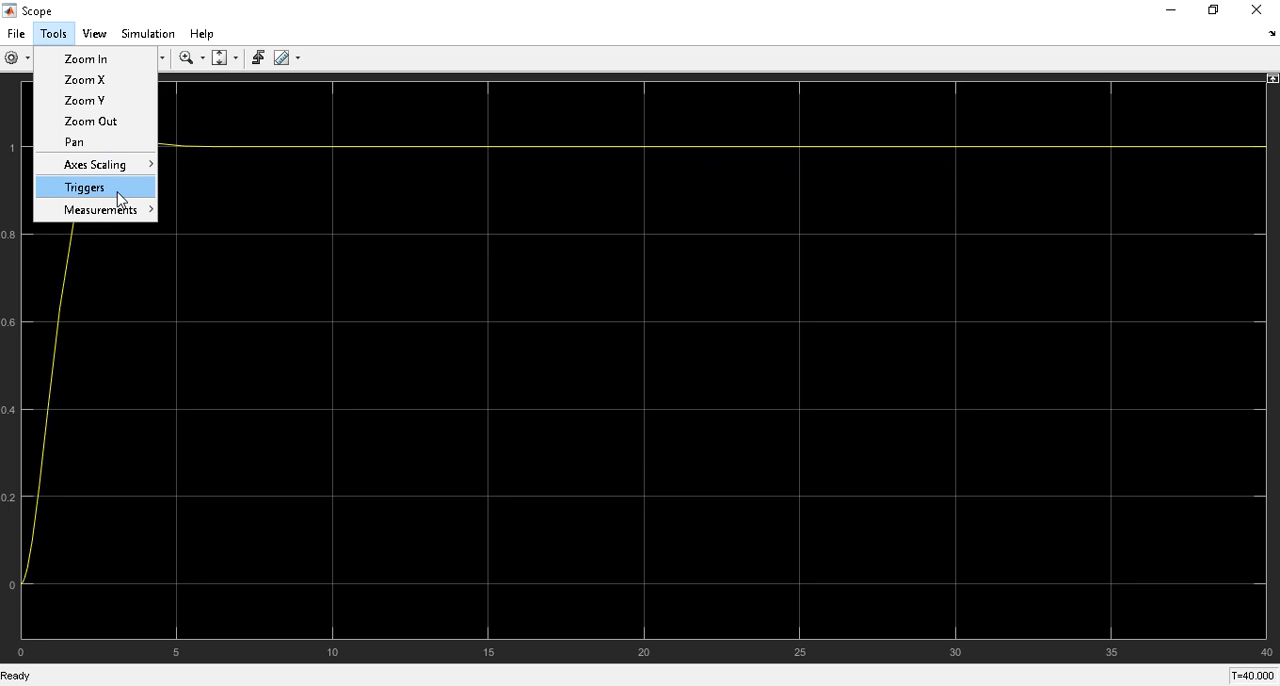 Scope
File Tools View Simulation Help
Zoom In
Zoom X
Zoom Y
Zoom Out
Pan
Axes Scaling
Triggers
Measurements
1
0.8
0.6
0.4
0.2
0
0 5 10 15 20 25 30 35 40
Ready T=40.000